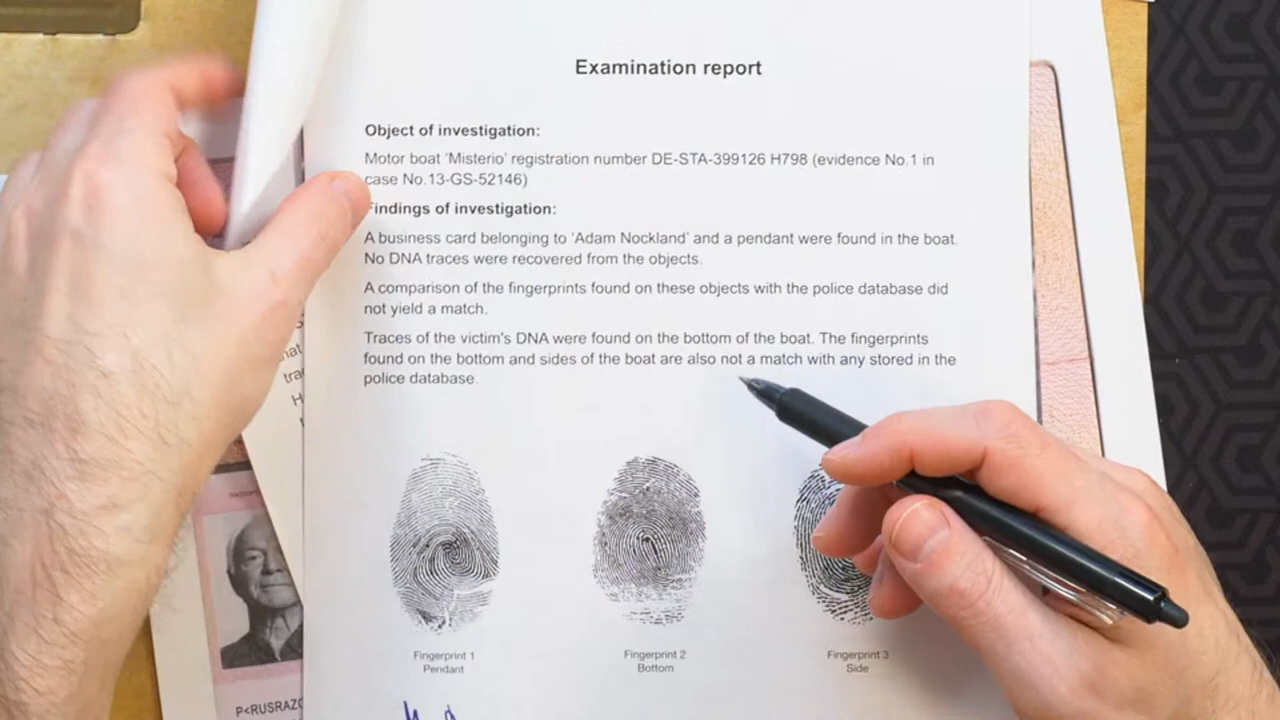 Examination report
Object of investigation:
Motor boat 'Misterio' registration number DE-STA-399126 H798 (evidence No.1 in
case No.13-GS-52146)
Findings of investigation:
A business card belonging to 'Adam Nockland' and a pendant were found in the boat.
No DNA traces were recovered from the objects.
A comparison of the fingerprints found on these objects with the police database did
not yield a match.
Traces of the victim's DNA were found on the bottom of the boat. The fingerprints
found on the bottom and sides of the boat are also not a match with any stored in the
police database.
Fingerprint 1
Pendant
Fingerprint 2
Bottom
Fingerprint 3
Side
P<RUSRAZO